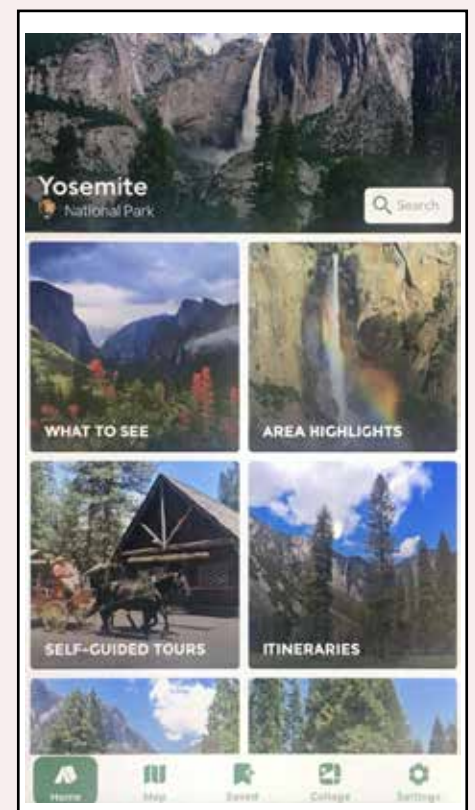 Yosemite
National Park
Search
WHAT TO SEE
AREA HIGHLIGHTS
SELF-GUIDED TOURS
ITINERARIES
Home
Map
Saved
Collage
Settings